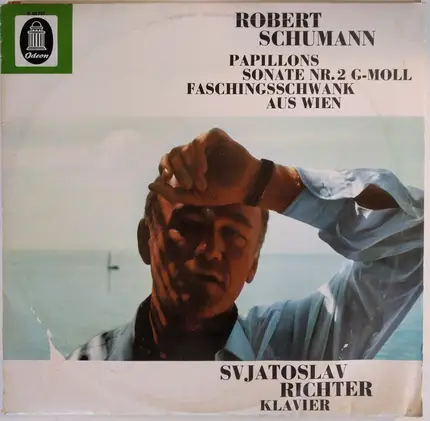 Odeon
ROBERT
SCHUMANN
PAPILLONS
SONATE NR. 2 G-MOLL
FASCHINGSSCHWANK
AUS WIEN
SVJATOSLAV
RICHTER
KLAVIER